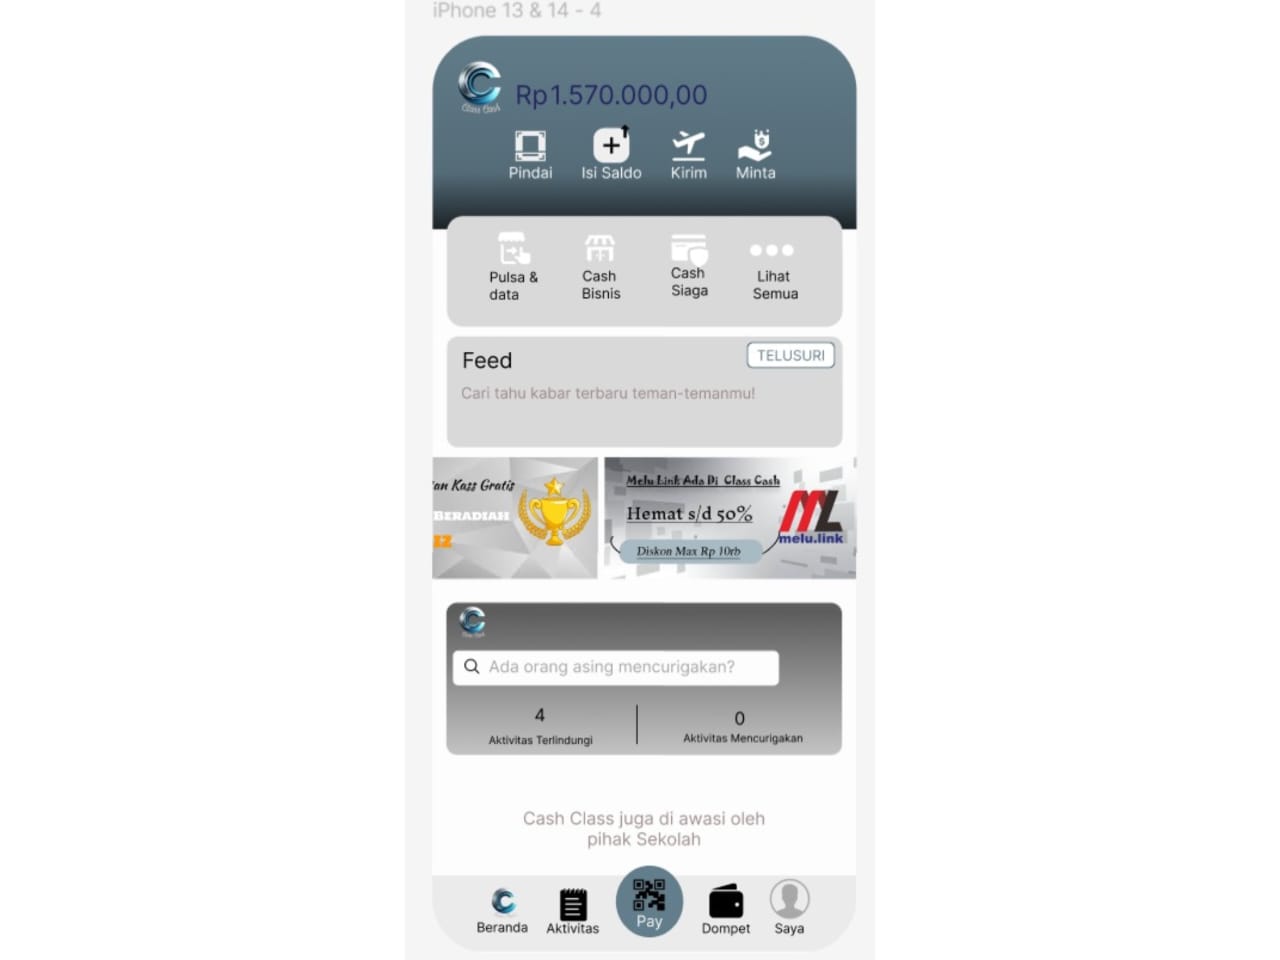 iPhone 13 & 14 - 4
Class Cash
Rp1.570.000,00
Pindai
Isi Saldo
Kirim
Minta
Pulsa &
data
Cash
Bisnis
Cash
Siaga
Lihat
Semua
Feed
TELUSURI
Cari tahu kabar terbaru teman-temanmu!
an Kass Gratis
BERADIAH
IZ
Melu Link Ada Di Class Cash
Hemat s/d 50%
Diskon Max Rp 10rb
ML
melu.link
Ada orang asing mencurigakan?
4
Aktivitas Terlindungi
0
Aktivitas Mencurigakan
Cash Class juga di awasi oleh
pihak Sekolah
Beranda
Aktivitas
Pay
Dompet
Saya